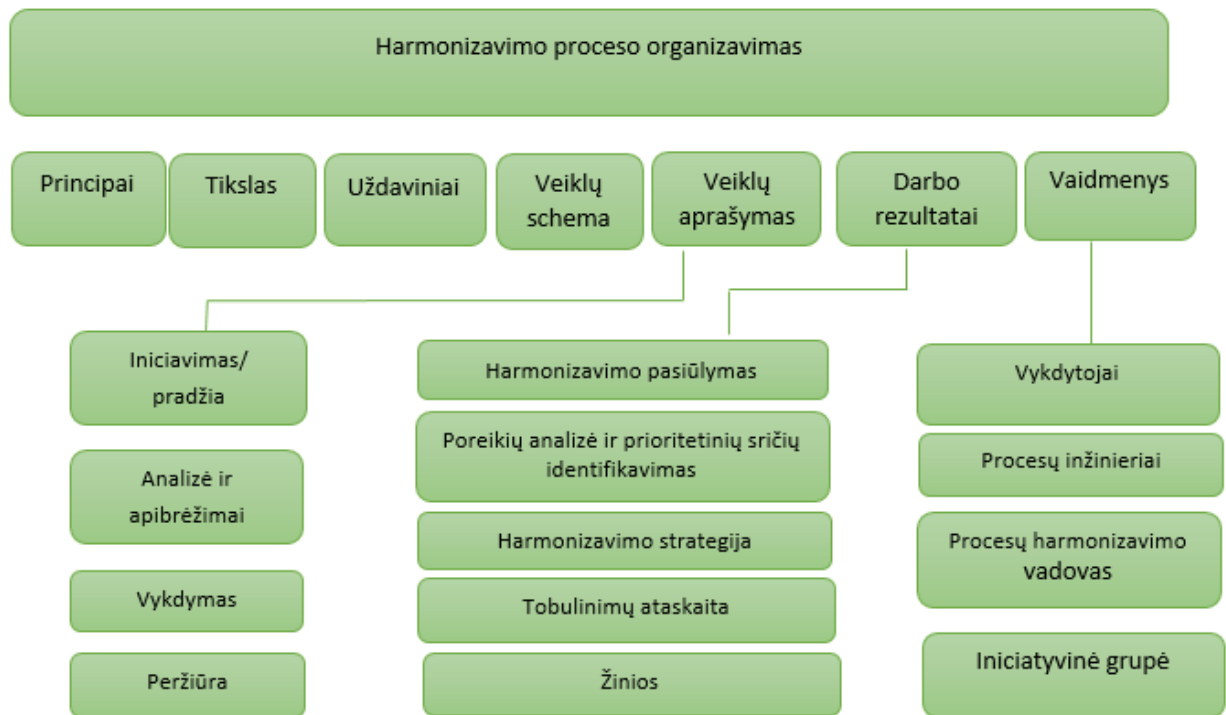 Harmonizavimo proceso organizavimas
Principai
Tikslas
Uždaviniai
Veiklų
schema
Veiklų
aprašymas
Darbo
rezultatai
Vaidmenys
Iniciavimas/
pradžia
Analizė ir
apibrėžimai
Vykdymas
Peržiūra
Harmonizavimo pasiūlymas
Poreikių analizė ir prioritetinių sričių
identifikavimas
Harmonizavimo strategija
Tobulinimų ataskaita
Žinios
Vykdytojai
Procesų inžinieriai
Procesų harmonizavimo
vadovas
Iniciatyvinė grupė